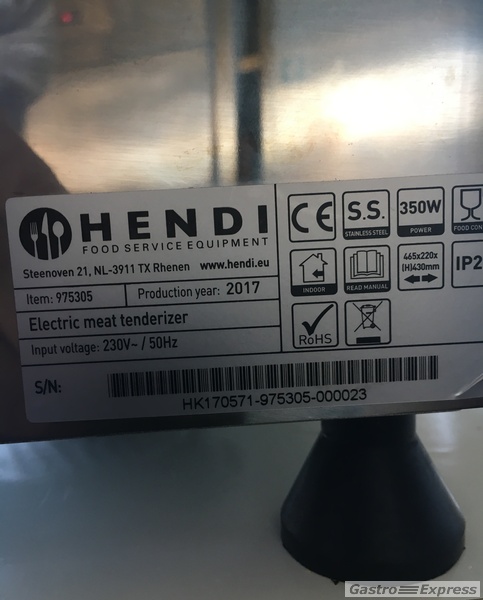 HENDI
FOOD SERVICE EQUIPMENT
Steenoven 21, NL-3911 TX Rhenen www.hendi.eu
Item: 975305 Production year: 2017
Electric meat tenderizer
Input voltage: 230V~ / 50Hz
CE
S.S.
STAINLESS STEEL
350W
POWER
INDOOR
READ MANUAL
465x220x
(H)430mm
RoHS
S/N:
HK170571-975305-000023
Gastro Express